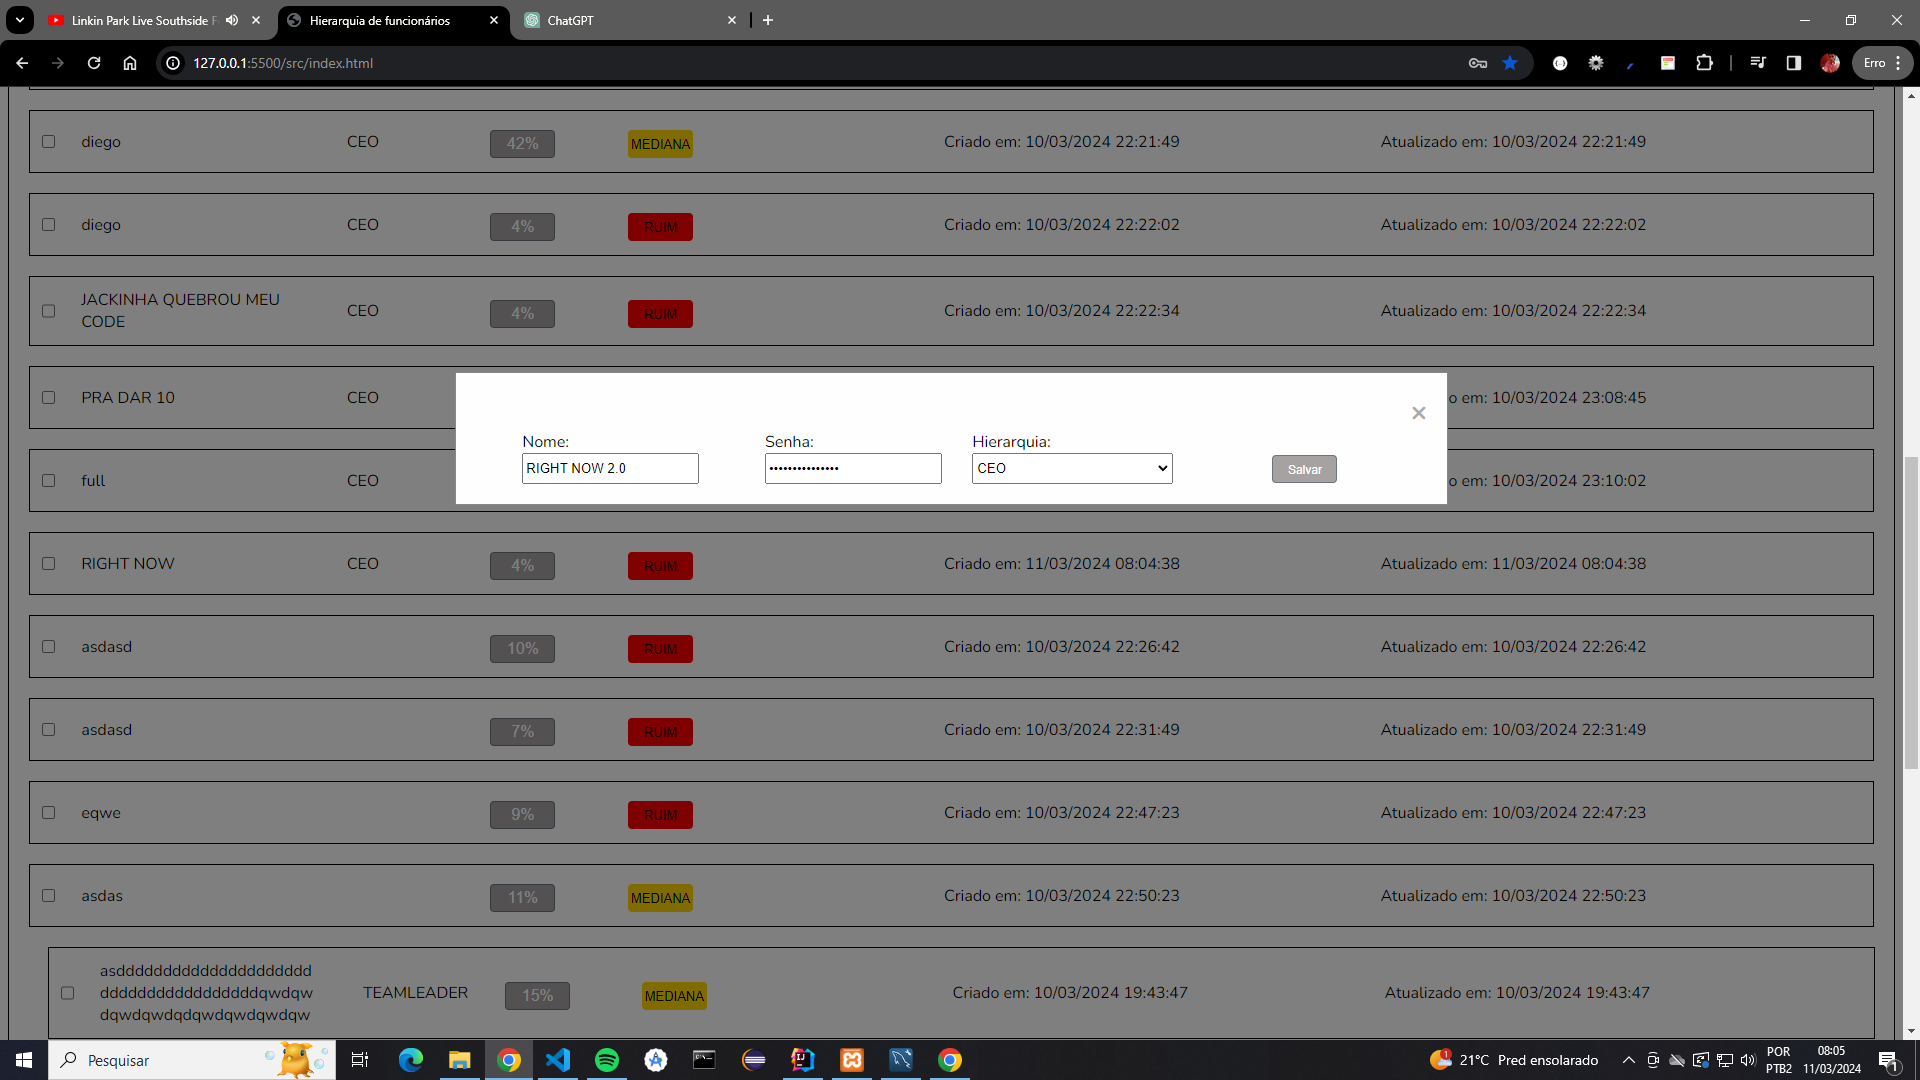 Linkin Park Live Southside F
Hierarquia de funcionários
ChatGPT
127.0.0.1:5500/src/index.html
Erro
diego CEO 42% MEDIANA Criado em: 10/03/2024 22:21:49 Atualizado em: 10/03/2024 22:21:49
diego CEO 4% RUIM Criado em: 10/03/2024 22:22:02 Atualizado em: 10/03/2024 22:22:02
JACKINHA QUEBROU MEU
CODE
CEO 4% RUIM Criado em: 10/03/2024 22:22:34 Atualizado em: 10/03/2024 22:22:34
PRA DAR 10 CEO o em: 10/03/2024 23:08:45
Nome: Senha: Hierarquia:
RIGHT NOW 2.0 ••••••••••••••• CEO Salvar
full CEO o em: 10/03/2024 23:10:02
RIGHT NOW CEO 4% RUIM Criado em: 11/03/2024 08:04:38 Atualizado em: 11/03/2024 08:04:38
asdasd 10% RUIM Criado em: 10/03/2024 22:26:42 Atualizado em: 10/03/2024 22:26:42
asdasd 7% RUIM Criado em: 10/03/2024 22:31:49 Atualizado em: 10/03/2024 22:31:49
eqwe 9% RUIM Criado em: 10/03/2024 22:47:23 Atualizado em: 10/03/2024 22:47:23
asdas 11% MEDIANA Criado em: 10/03/2024 22:50:23 Atualizado em: 10/03/2024 22:50:23
asddddddddddddddddddddd
dddddddddddddddddqwdqw
dqwdqwdqdqwdqwdqwdqw
TEAMLEADER 15% MEDIANA Criado em: 10/03/2024 19:43:47 Atualizado em: 10/03/2024 19:43:47
Pesquisar
21°C Pred ensolarado
POR
PTB2
08:05
11/03/2024